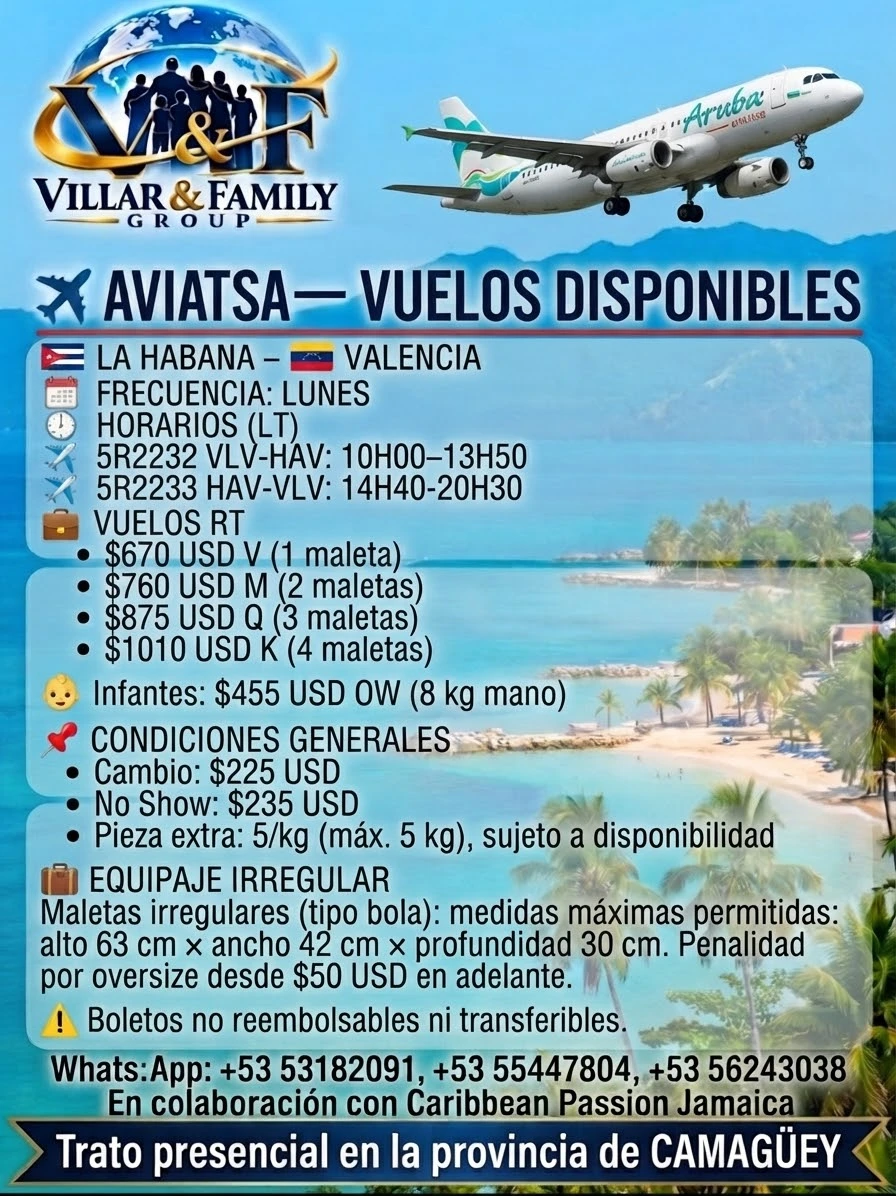 V&F
VILLAR & FAMILY
GROUP
Aruba
AVIATSA— VUELOS DISPONIBLES
LA HABANA – VALENCIA
FRECUENCIA: LUNES
HORARIOS (LT)
5R2232 VLV-HAV: 10H00–13H50
5R2233 HAV-VLV: 14H40-20H30
VUELOS RT
• $670 USD V (1 maleta)
• $760 USD M (2 maletas)
• $875 USD Q (3 maletas)
• $1010 USD K (4 maletas)
Infantes: $455 USD OW (8 kg mano)
CONDICIONES GENERALES
• Cambio: $225 USD
• No Show: $235 USD
• Pieza extra: 5/kg (máx. 5 kg), sujeto a disponibilidad
EQUIPAJE IRREGULAR
Maletas irregulares (tipo bola): medidas máximas permitidas:
alto 63 cm × ancho 42 cm × profundidad 30 cm. Penalidad
por oversize desde $50 USD en adelante.
Boletos no reembolsables ni transferibles.
Whats:App: +53 53182091, +53 55447804, +53 56243038
En colaboración con Caribbean Passion Jamaica
Trato presencial en la provincia de CAMAGÜEY